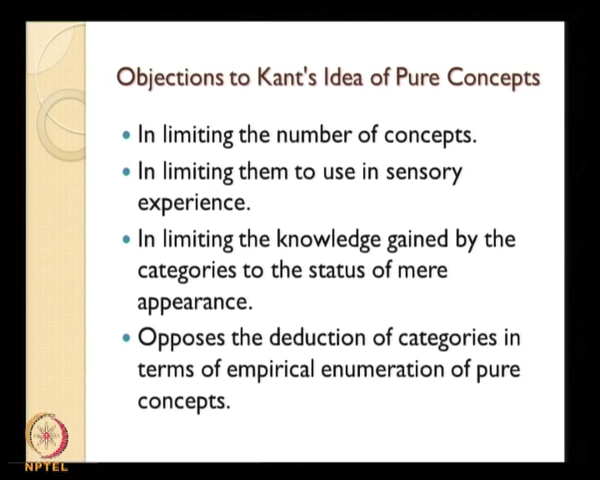 Objections to Kant's Idea of Pure Concepts
• In limiting the number of concepts.
• In limiting them to use in sensory
experience.
• In limiting the knowledge gained by the
categories to the status of mere
appearance.
• Opposes the deduction of categories in
terms of empirical enumeration of pure
concepts.
NPTEL